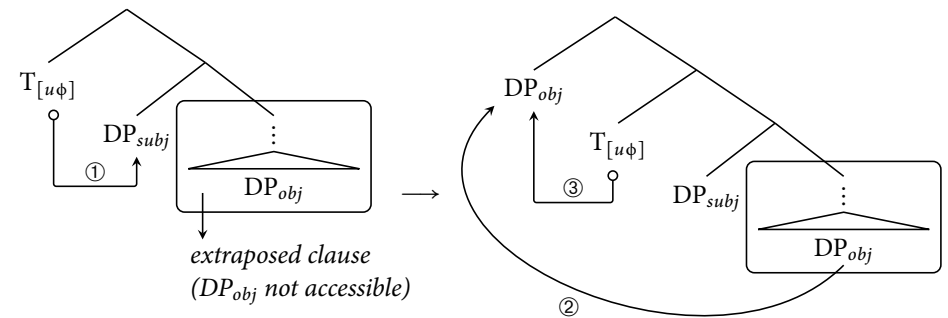 T[uϕ]
DPsubj
①
⋮
DPobj
extraposed clause
(DPobj not accessible)
→
DPobj
T[uϕ]
③
DPsubj
⋮
DPobj
②